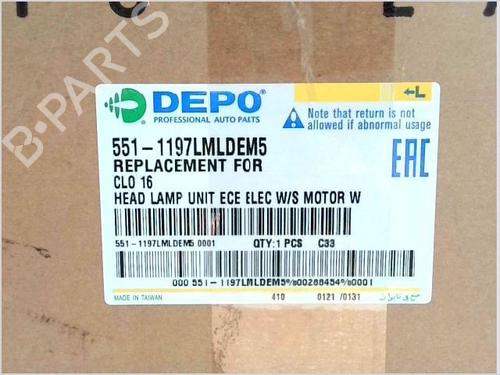 B-PARTS
DEPO®
PROFESSIONAL AUTO PARTS
←L
Note that return is not
allowed if abnormal usage
551-1197LMLDEM5
REPLACEMENT FOR
CLO 16
HEAD LAMP UNIT ECE ELEC W/S MOTOR W
EAC
551-1197LMLDEM5 0001
QTY:1 PCS
C33
MADE IN TAIWAN
410
0121 /0131